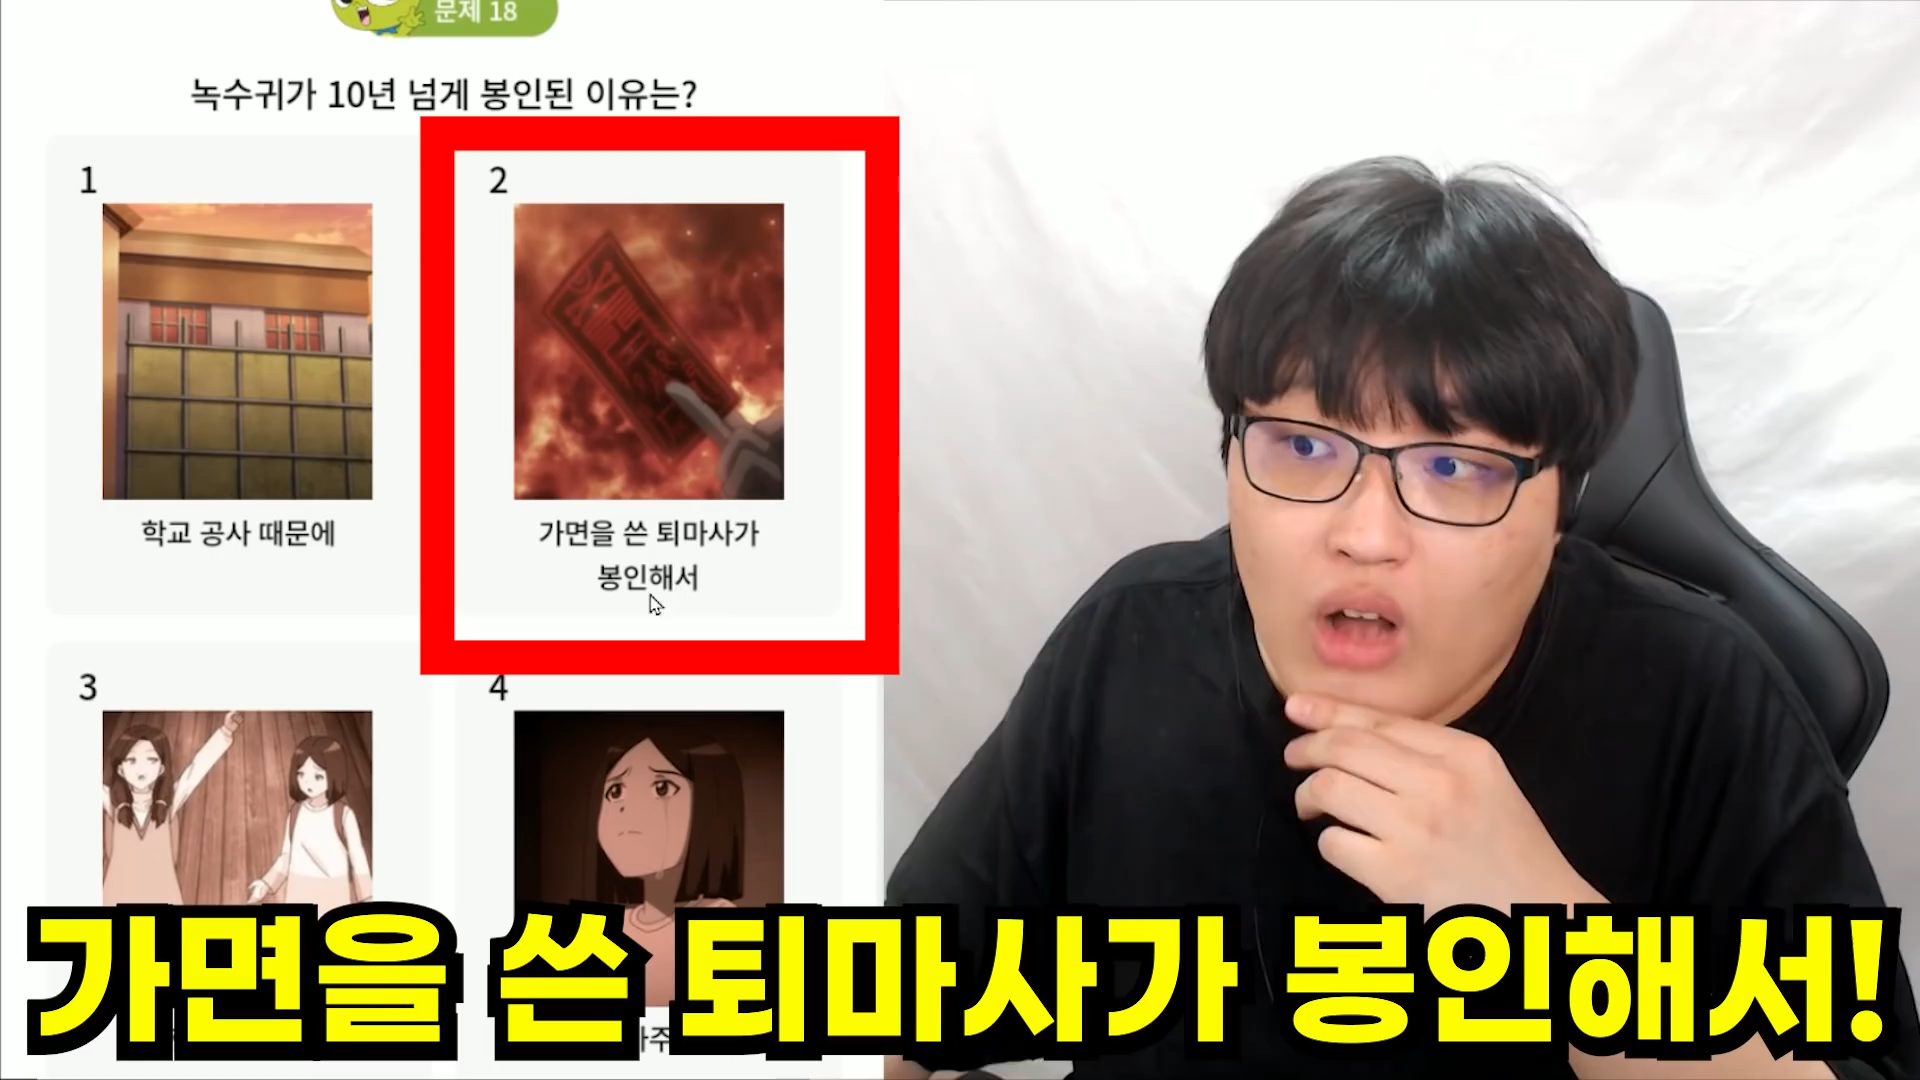 문제 18
녹수귀가 10년 넘게 봉인된 이유는?
1
2
학교 공사 때문에
가면을 쓴 퇴마사가
봉인해서
3
4
가면을 쓴 퇴마사가 봉인해서!